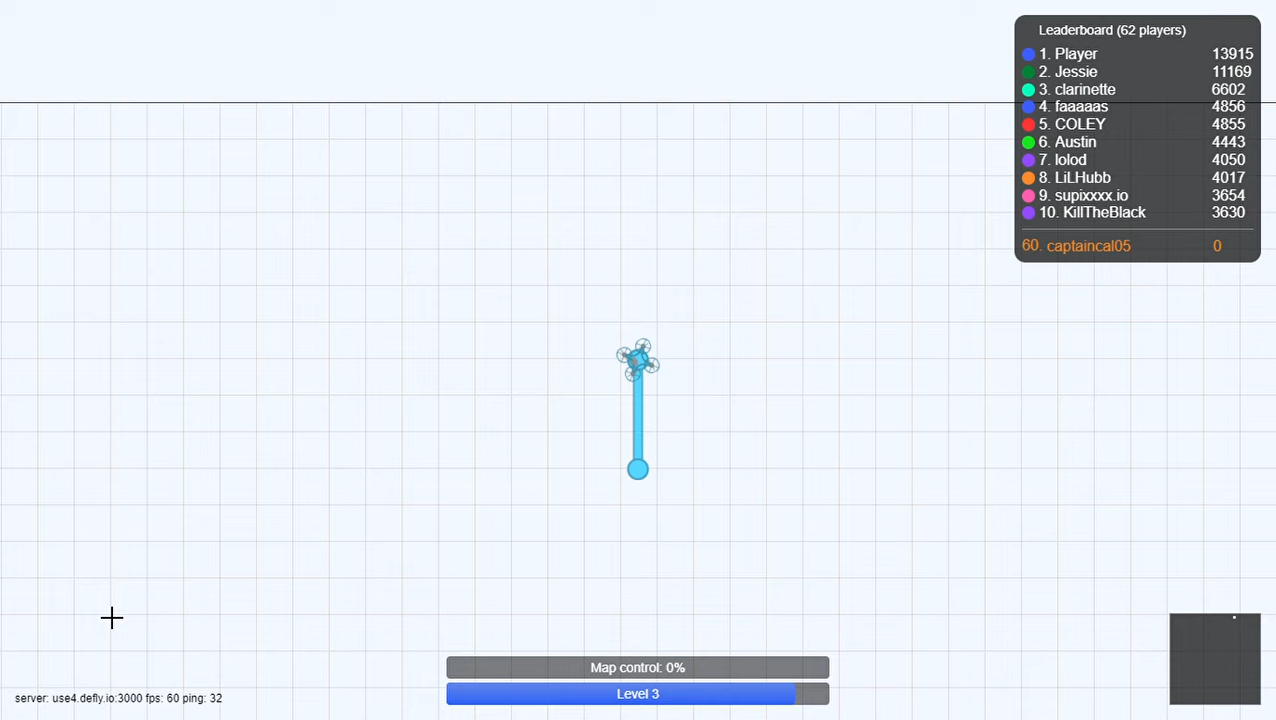 Leaderboard (62 players)
1. Player 13915
2. Jessie 11169
3. clarinette 6602
4. faaaaas 4856
5. COLEY 4855
6. Austin 4443
7. lolod 4050
8. LiLHubb 4017
9. supixxxx.io 3654
10. KillTheBlack 3630
60. captaincal05 0
Map control: 0%
Level 3
server: use4.defly.io:3000 fps: 60 ping: 32